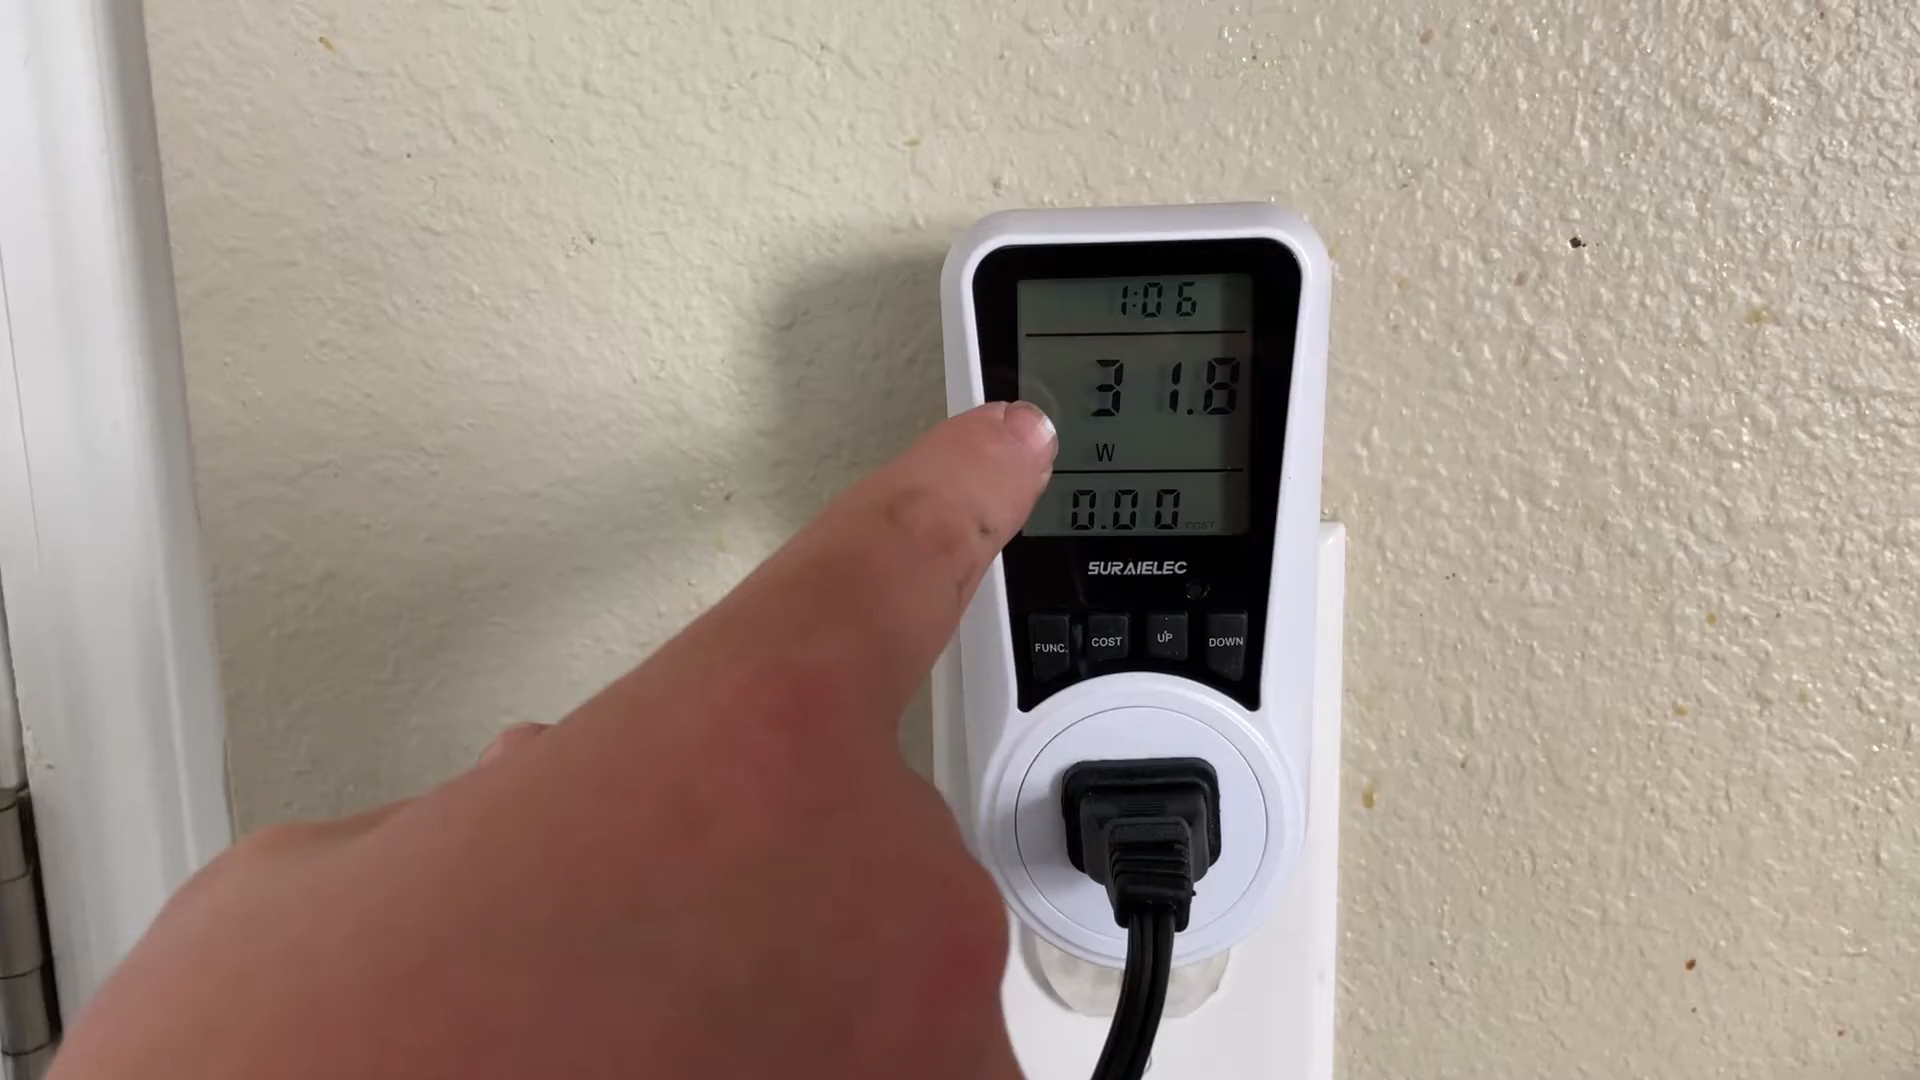 1:06
31.8
W
0.00 COST
SURAIELEC
FUNC. COST UP DOWN